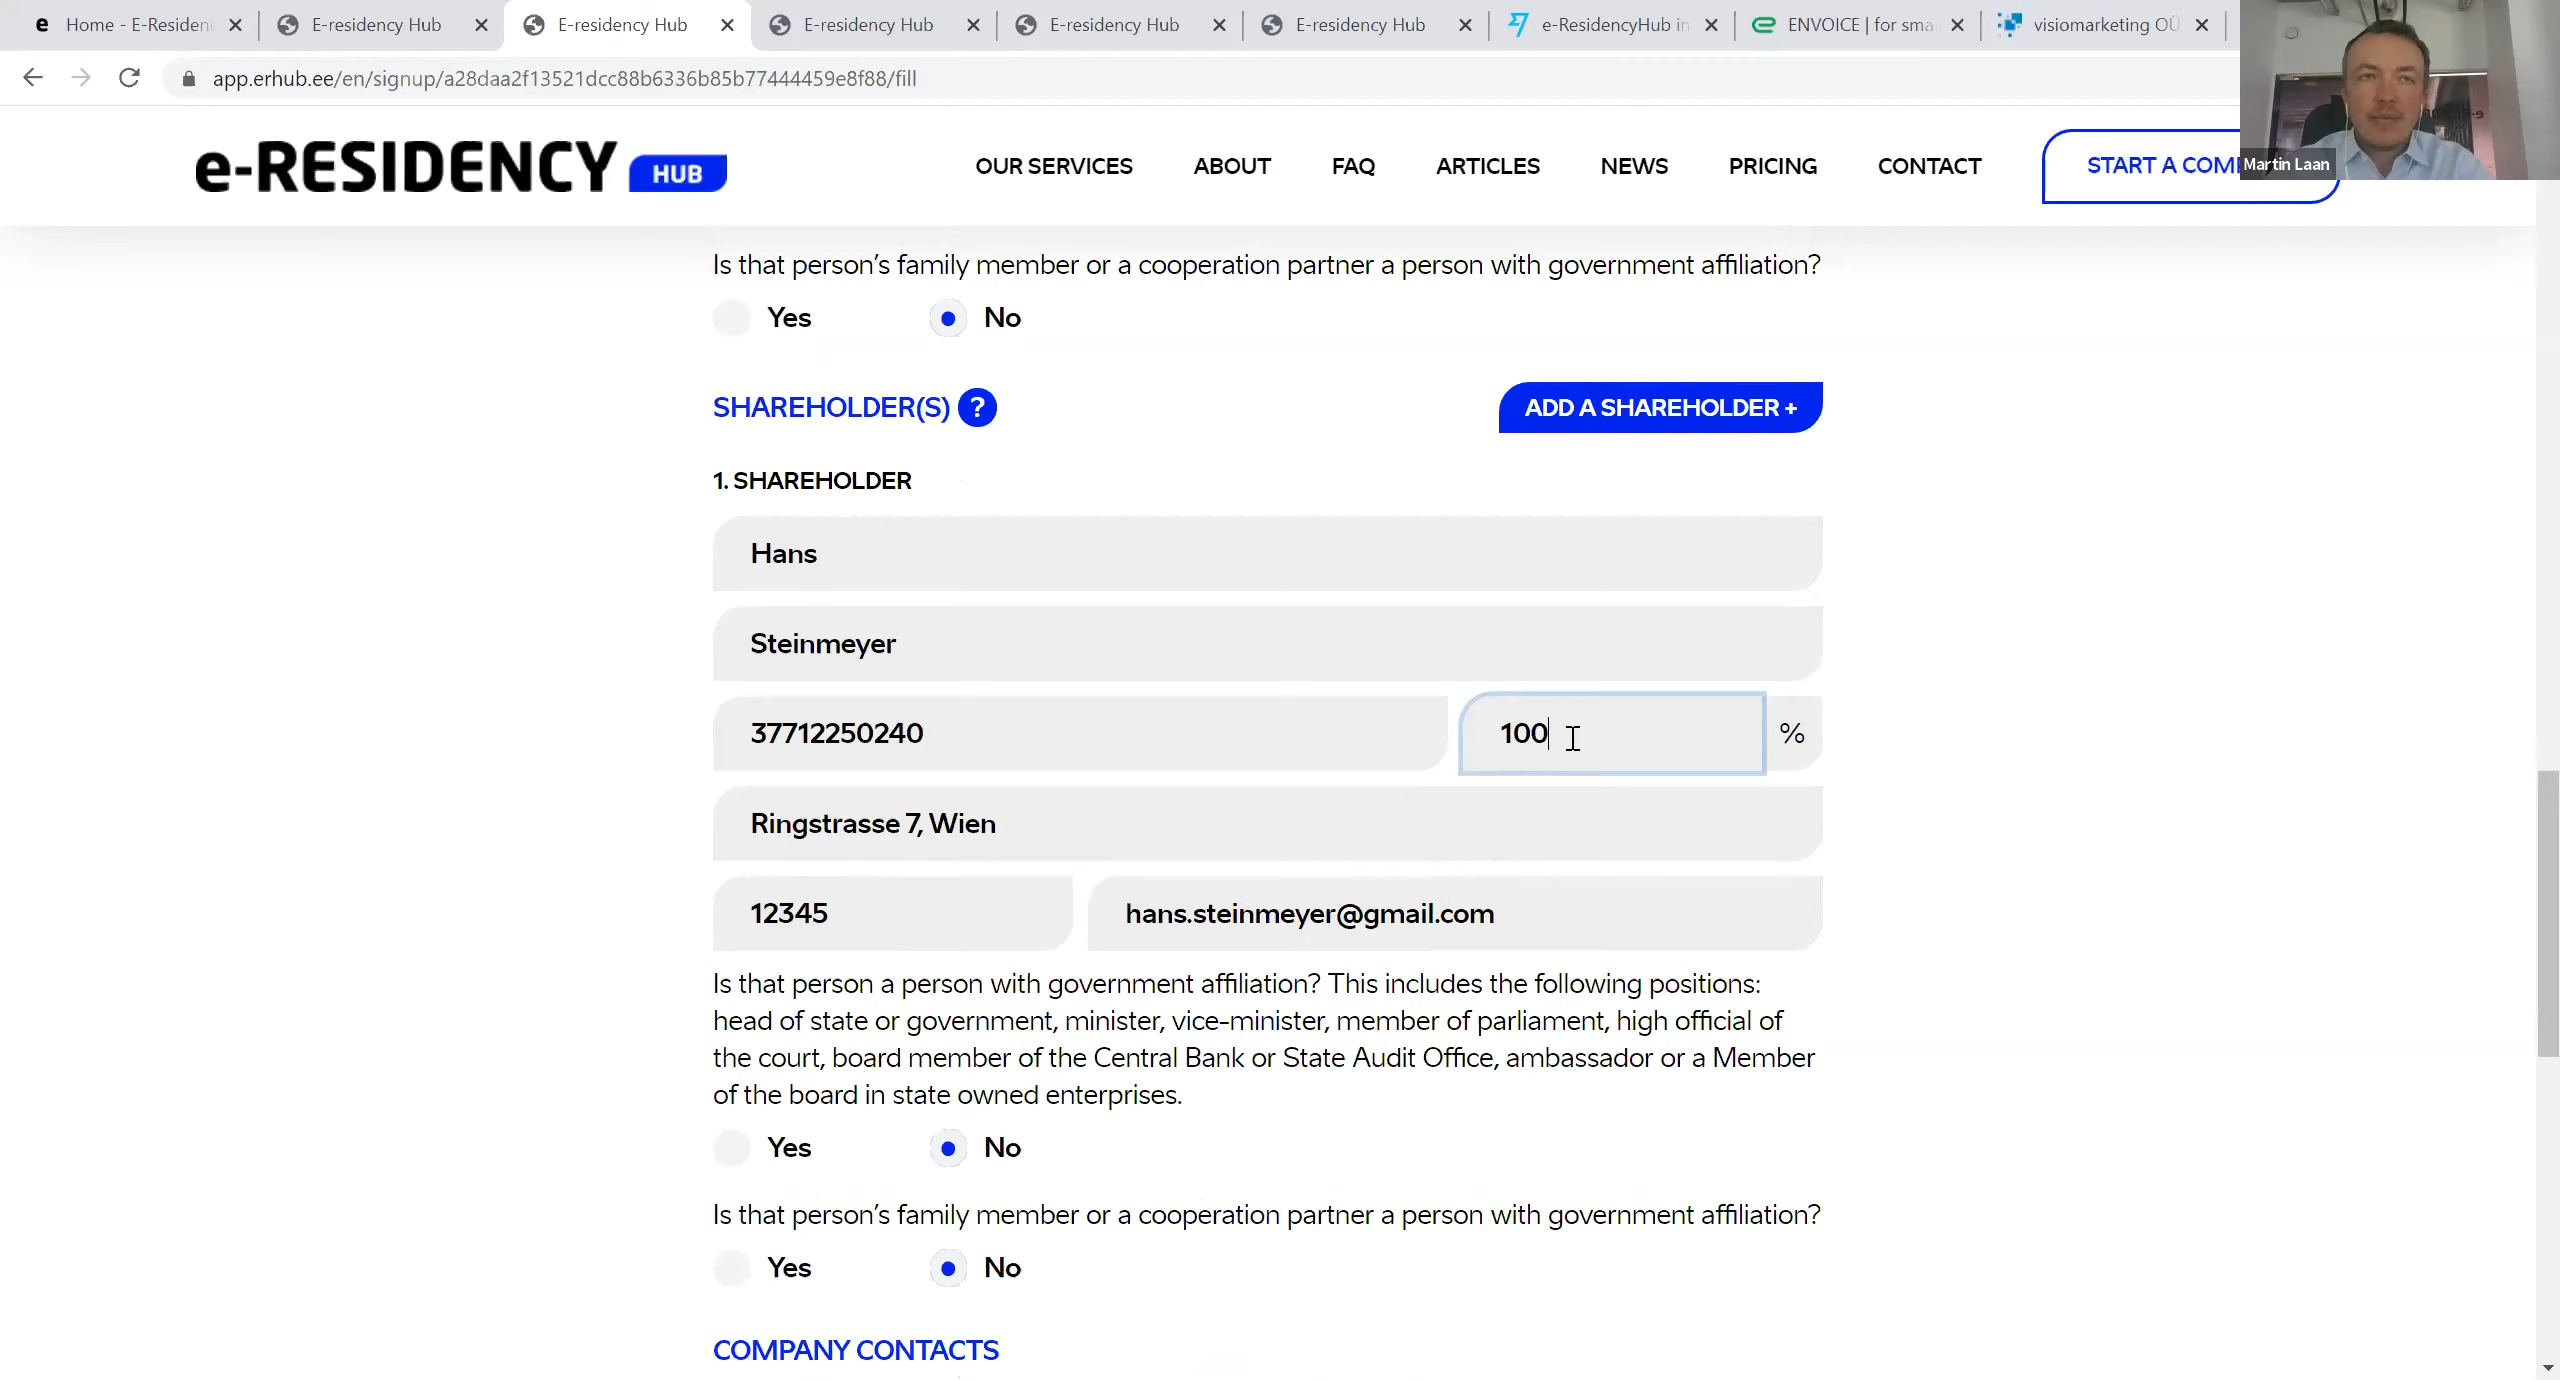 e Home - E-Residen
E-residency Hub
E-residency Hub
E-residency Hub
E-residency Hub
E-residency Hub
e-ResidencyHub in
ENVOICE | for sma
visiomarketing OÜ
app.erhub.ee/en/signup/a28daa2f13521dcc88b6336b85b77444459e8f88/fill
e-RESIDENCY HUB
OUR SERVICES
ABOUT
FAQ
ARTICLES
NEWS
PRICING
CONTACT
START A COM
Martin Laan
Is that person’s family member or a cooperation partner a person with government affiliation?
Yes No
SHAREHOLDER(S) ?
ADD A SHAREHOLDER +
1. SHAREHOLDER
Hans
Steinmeyer
37712250240
100 %
Ringstrasse 7, Wien
12345
hans.steinmeyer@gmail.com
Is that person a person with government affiliation? This includes the following positions:
head of state or government, minister, vice-minister, member of parliament, high official of
the court, board member of the Central Bank or State Audit Office, ambassador or a Member
of the board in state owned enterprises.
Yes No
Is that person’s family member or a cooperation partner a person with government affiliation?
Yes No
COMPANY CONTACTS